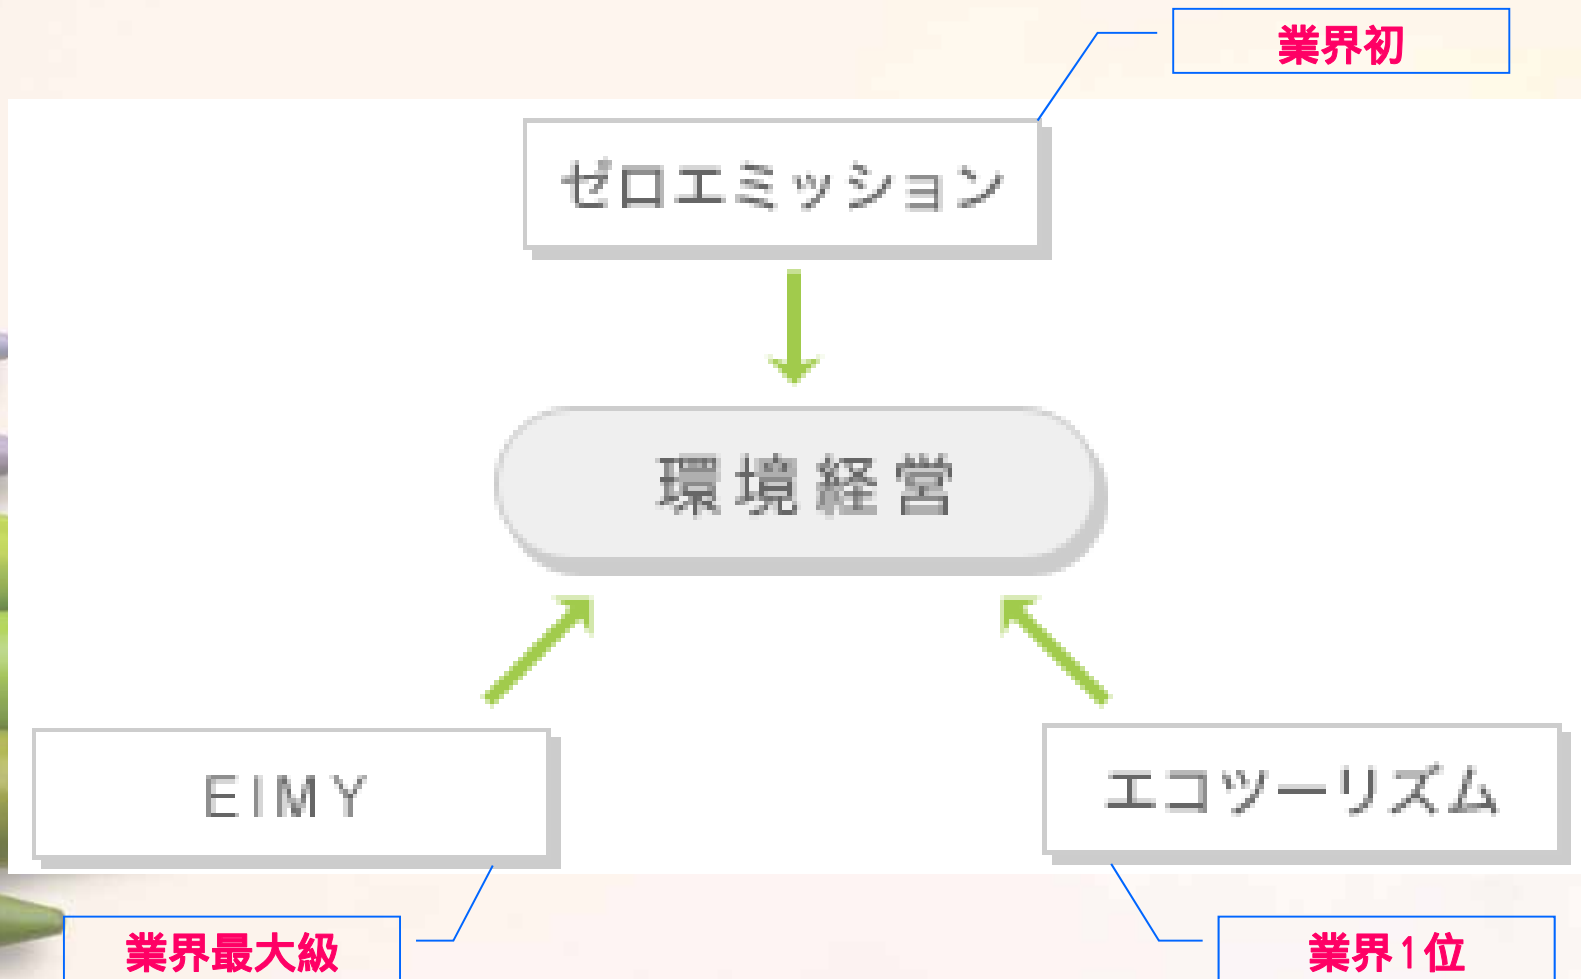 業界初
ゼロエミッション
環境経営
EIMY
エコツーリズム
業界最大級
業界1位